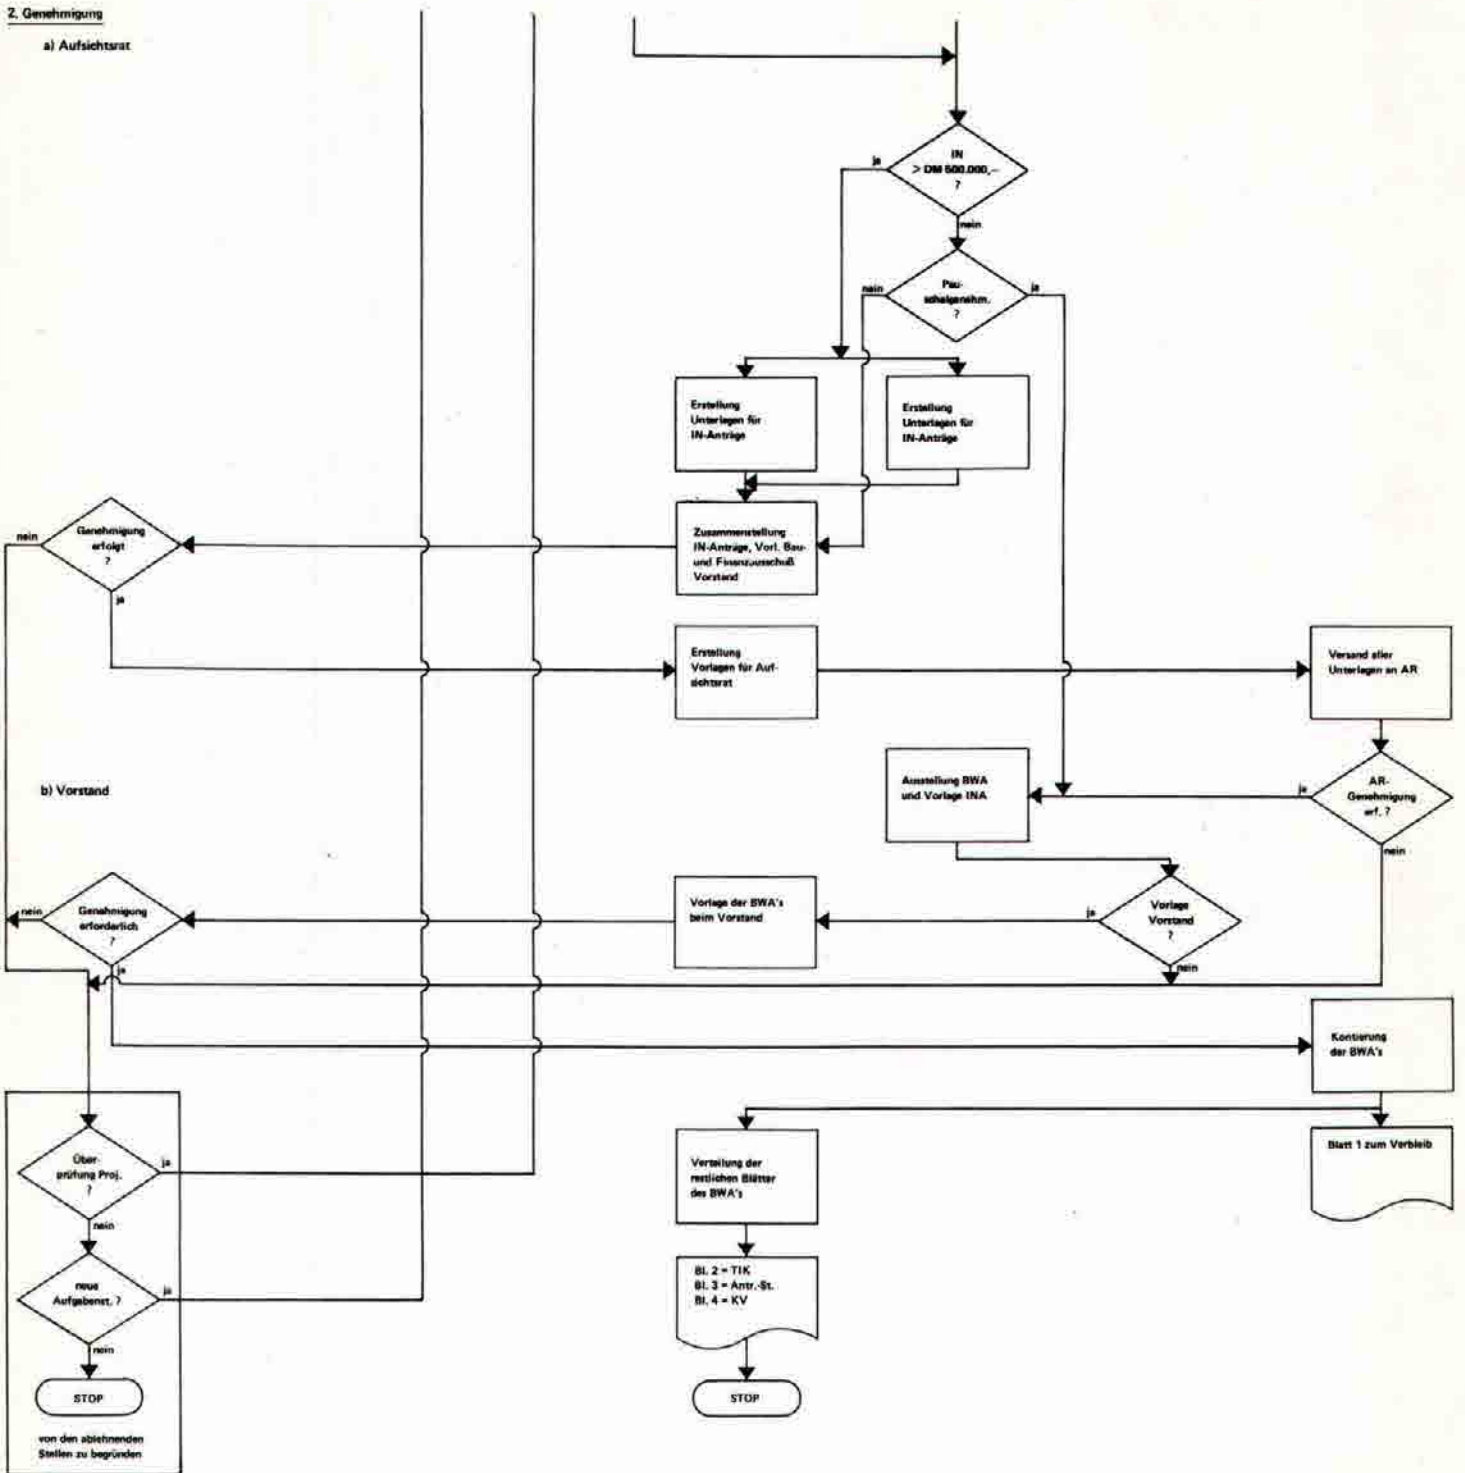 2. Genehmigung
a) Aufsichtsrat
IN
> DM 500.000,—
?
ja
nein
Pau-
schalgenehm.
?
nein
ja
Erstellung
Unterlagen für
IN-Anträge
Erstellung
Unterlagen für
IN-Anträge
Genehmigung
erfolgt
?
nein
ja
Zusammenstellung
IN-Anträge, Vorl. Bau-
und Finanzausschuß
Vorstand
Erstellung
Vorlagen für Auf-
sichtsrat
Versand aller
Unterlagen an AR
b) Vorstand
Ausstellung BWA
und Vorlage INA
ja
AR-
Genehmigung
erf. ?
nein
nein
Genehmigung
erforderlich
?
ja
Vorlage der BWA's
beim Vorstand
ja
Vorlage
Vorstand
?
nein
Kontierung
der BWA's
Über-
prüfung Proj.
?
ja
nein
Verteilung der
restlichen Blätter
des BWA's
Blatt 1 zum Verbleib
neue
Aufgabenst. ?
ja
nein
Bl. 2 = TIK
Bl. 3 = Antr.-St.
Bl. 4 = KV
STOP
STOP
von den ablehnenden
Stellen zu begründen